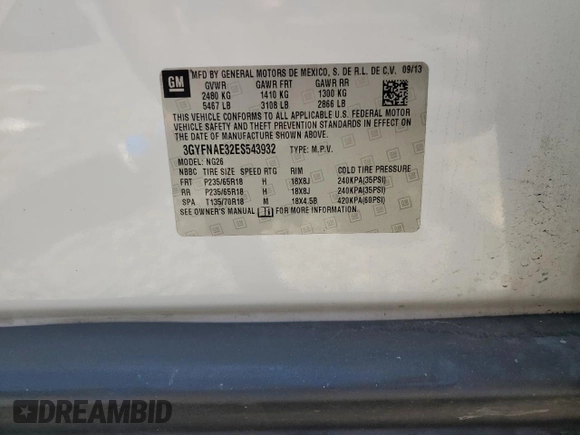 GM
MFD BY GENERAL MOTORS DE MEXICO, S. DE R.L. DE C.V. 09/13
GVWR GAWR FRT GAWR RR
2480 KG 1410 KG 1300 KG
5467 LB 3108 LB 2866 LB
THIS VEHICLE CONFORMS TO ALL APPLICABLE U.S. FEDERAL MOTOR
VEHICLE SAFETY AND THEFT PREVENTION STANDARDS IN EFFECT ON
THE DATE OF MANUFACTURE SHOWN ABOVE.
3GYFNAE32ES543932 TYPE: M.P.V.
MODEL: NG26
NBBC TIRE SIZE SPEED RTG RIM COLD TIRE PRESSURE
FRT P235/65R18 H 18X8J 240KPA(35PSI)
RR P235/65R18 H 18X8J 240KPA(35PSI)
SPA T135/70R18 M 18X4.5B 420KPA(60PSI)
SEE OWNER'S MANUAL FOR MORE INFORMATION.
DREAMBID